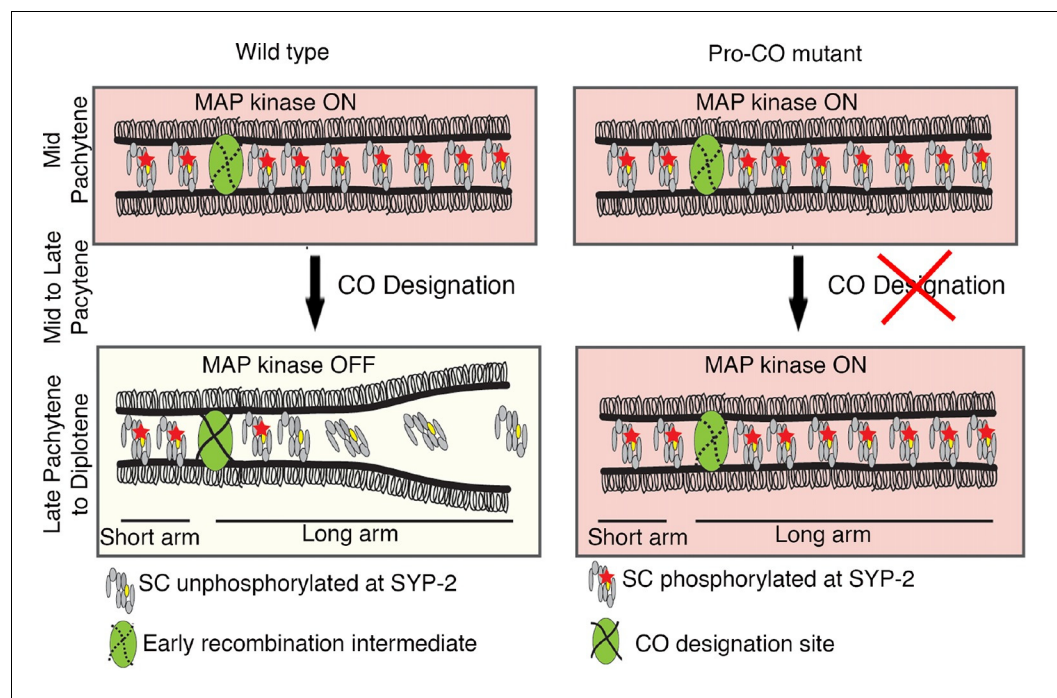 Wild type
Pro-CO mutant
Mid
Pachytene
MAP kinase ON
MAP kinase ON
Mid to Late
Pacytene
CO Designation
CO Designation
Late Pachytene
to Diplotene
MAP kinase OFF
MAP kinase ON
Short arm
Long arm
Short arm
Long arm
SC unphosphorylated at SYP-2
SC phosphorylated at SYP-2
Early recombination intermediate
CO designation site